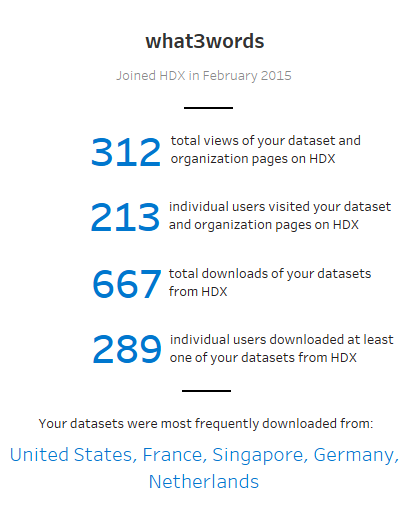 what3words
Joined HDX in February 2015
312
total views of your dataset and
organization pages on HDX
213
individual users visited your dataset
and organization pages on HDX
667
total downloads of your datasets
from HDX
289
individual users downloaded at least
one of your datasets from HDX
Your datasets were most frequently downloaded from:
United States, France, Singapore, Germany,
Netherlands